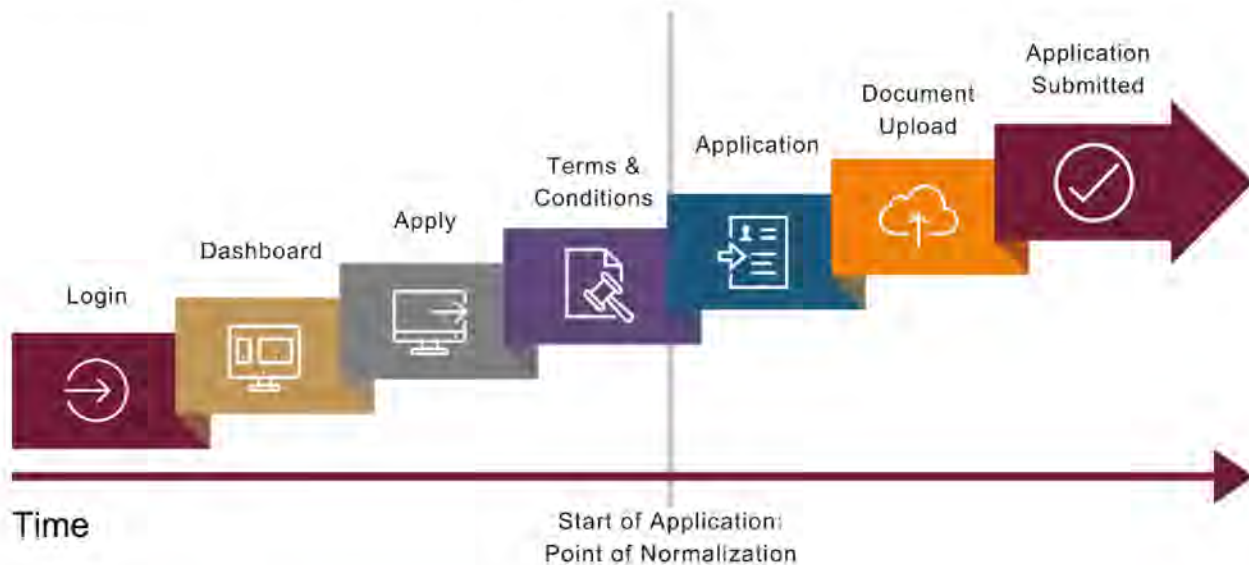 Login
Dashboard
Apply
Terms &
Conditions
Application
Document
Upload
Application
Submitted
Time
Start of Application:
Point of Normalization